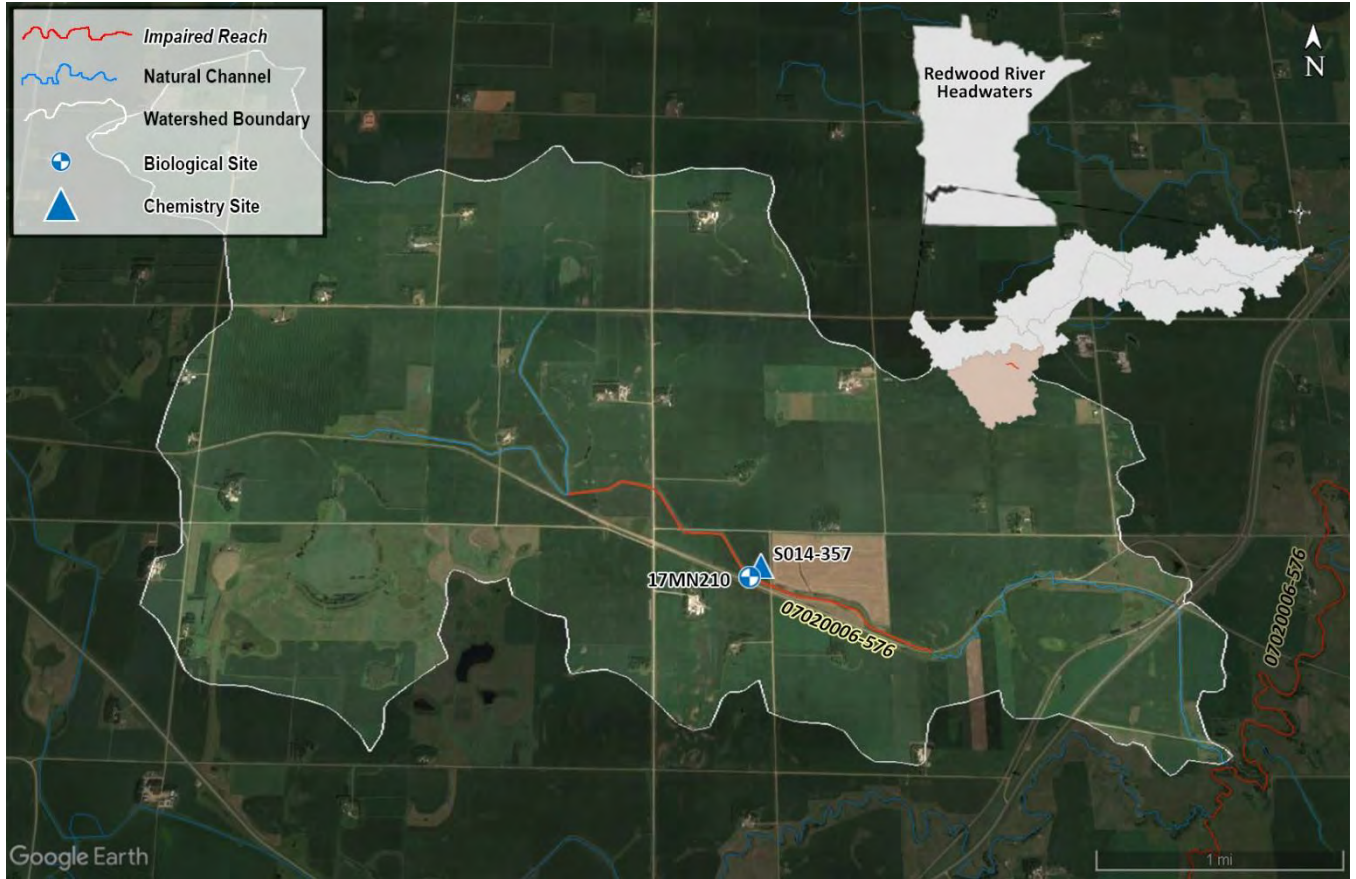 Impaired Reach
Natural Channel
Watershed Boundary
Biological Site
Chemistry Site
Redwood River
Headwaters
N
S014-357
17MN210
07020006-576
07020006-576
Google Earth
1 mi